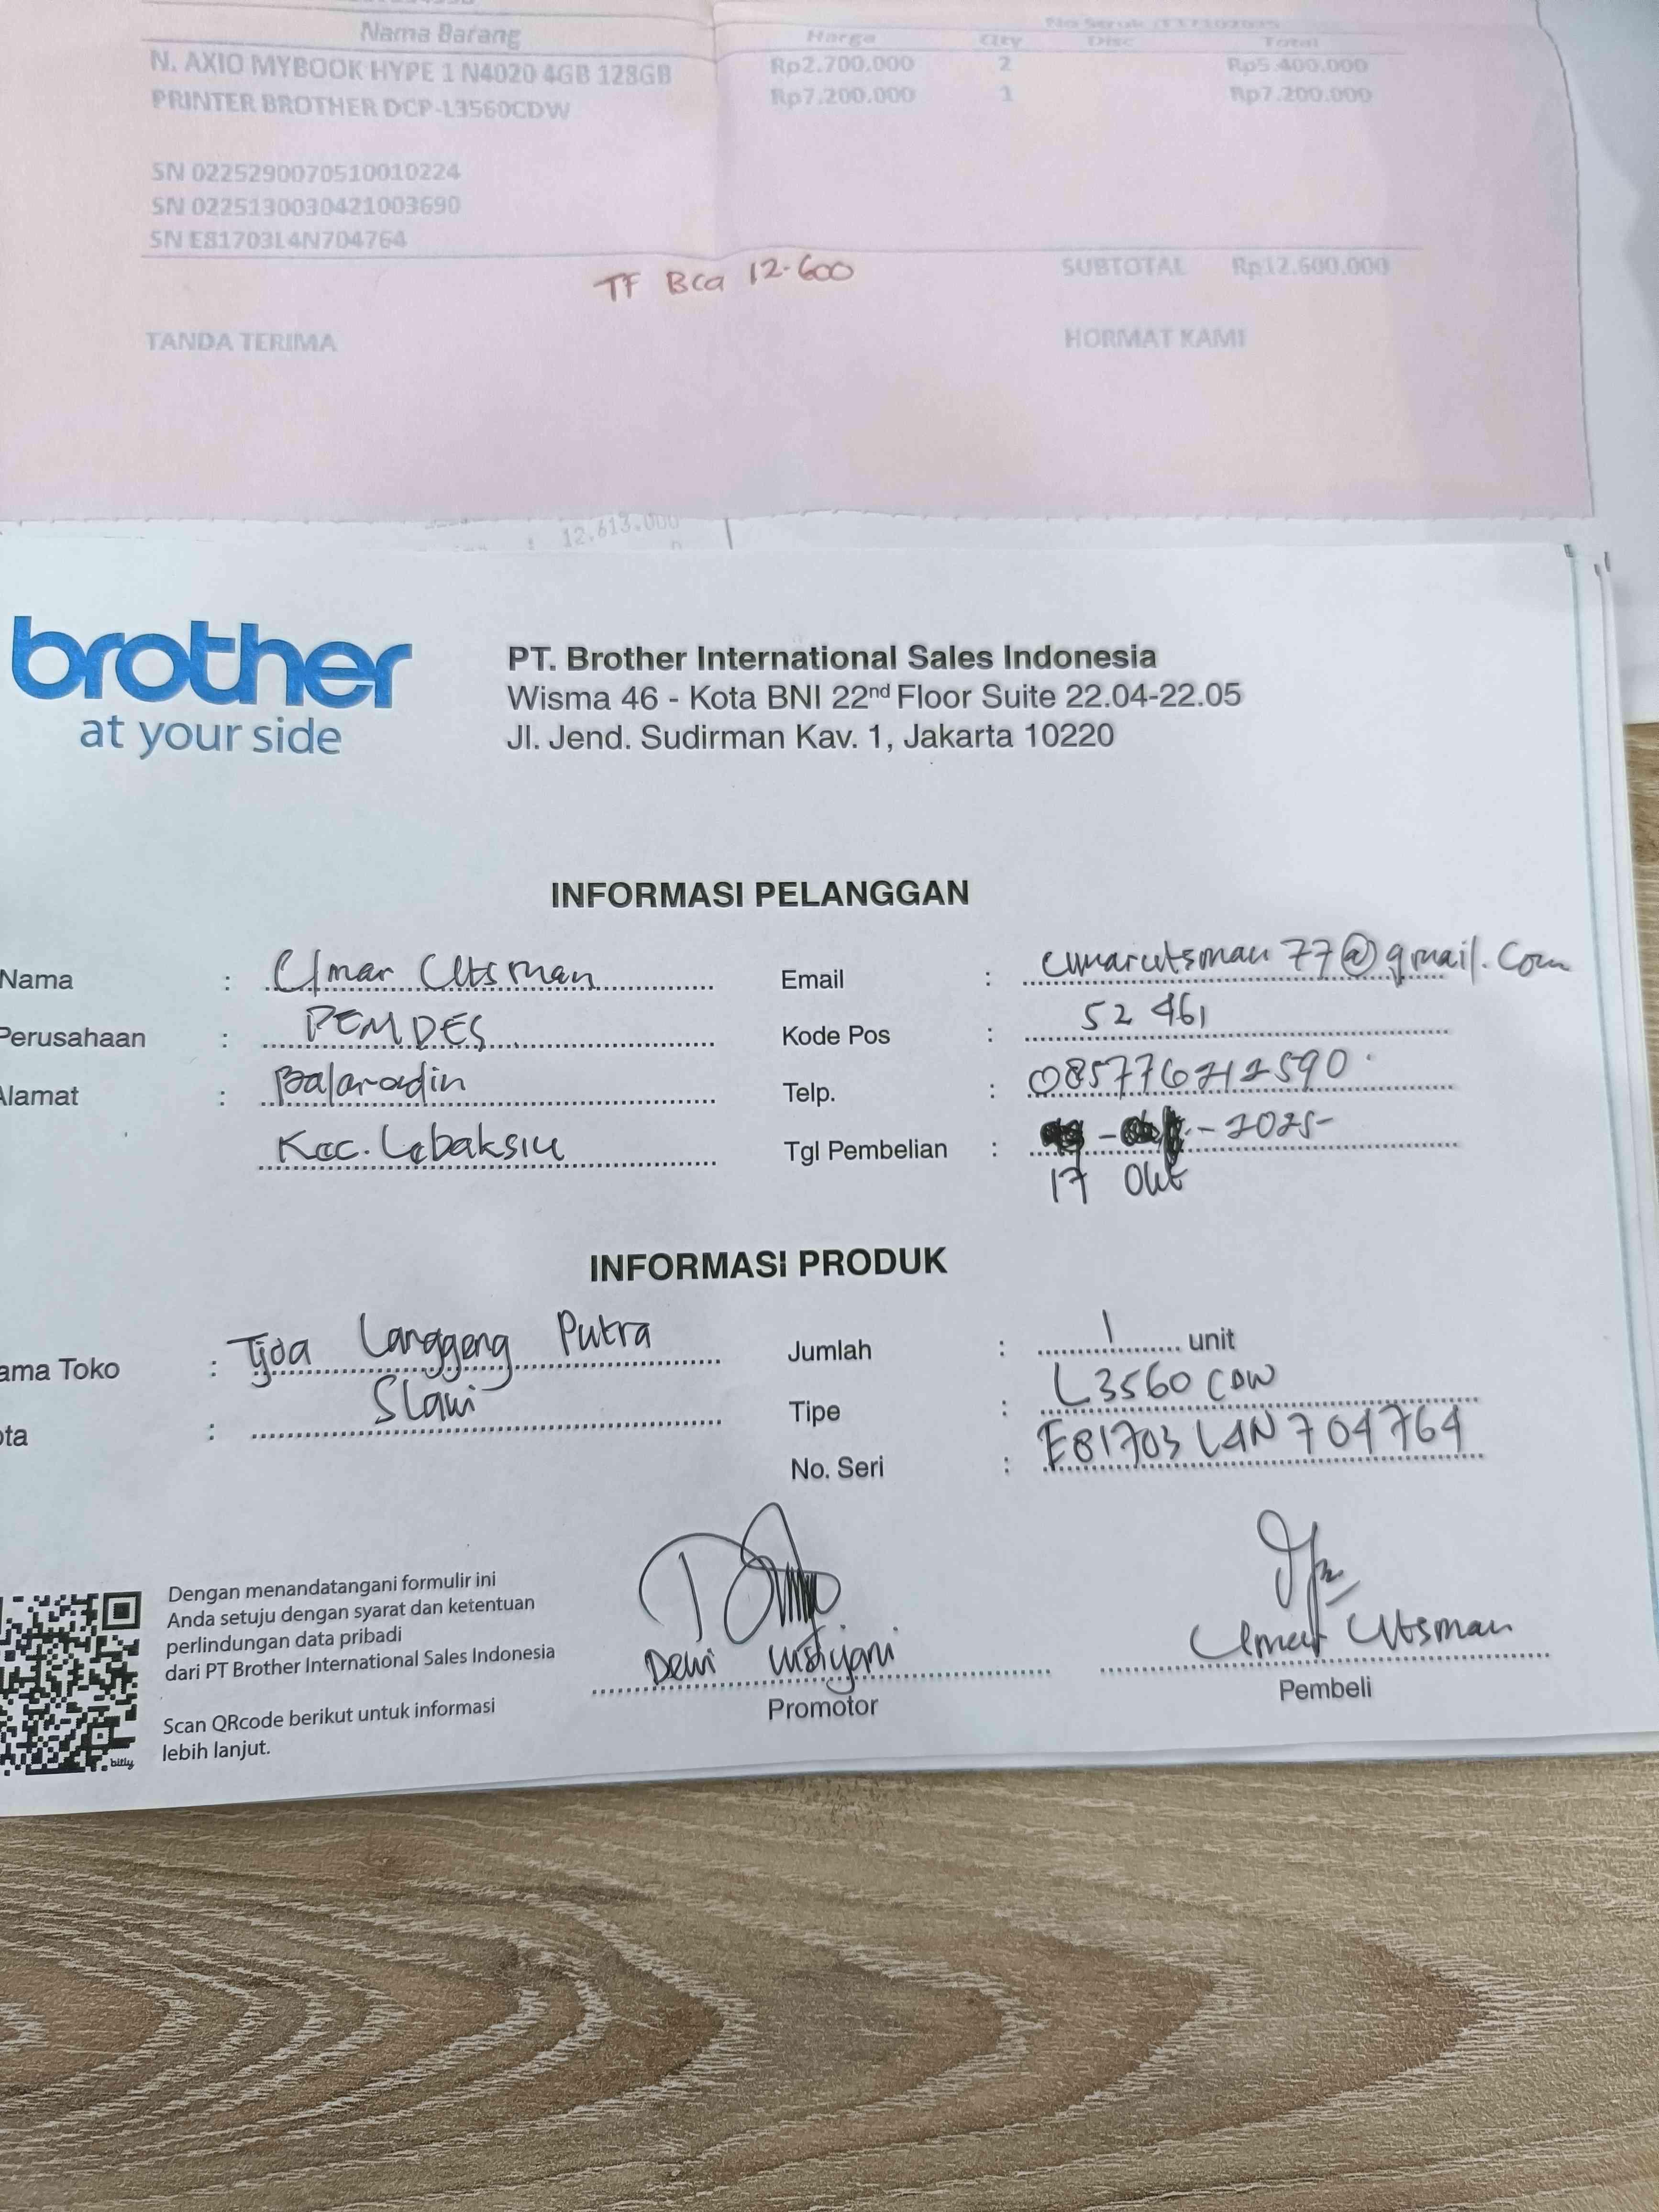 Nama Barang Harga Qty Disc Total
N. AXIO MYBOOK HYPE 1 N4020 4GB 128GB Rp2.700.000 2 Rp5.400.000
PRINTER BROTHER DCP-L3560CDW Rp7.200.000 1 Rp7.200.000
SN 0225290070510010224
SN 0225130030421003690
SN E81703L4N704764
TF Bca 12.600
SUBTOTAL Rp12.600.000
TANDA TERIMA HORMAT KAMI
12.613.000
brother
at your side
PT. Brother International Sales Indonesia
Wisma 46 - Kota BNI 22nd Floor Suite 22.04-22.05
Jl. Jend. Sudirman Kav. 1, Jakarta 10220
INFORMASI PELANGGAN
Nama : Umar Utsman
Perusahaan : PEMDES
Alamat : Balaradin
Kec. Lebaksiu
Email : umarutsman77@gmail.com
Kode Pos : 52461
Telp. :
Tgl Pembelian : - - 2025-
17 Okt
INFORMASI PRODUK
ama Toko : Tjoa Langgeng Putra
ota : Slawi
Jumlah : 1 unit
Tipe : L3560 CDW
No. Seri : E81703L4N704764
Dengan menandatangani formulir ini
Anda setuju dengan syarat dan ketentuan
perlindungan data pribadi
dari PT Brother International Sales Indonesia
Scan QRcode berikut untuk informasi
lebih lanjut.
bitly
Dewi
Promotor
Umar Utsman
Pembeli